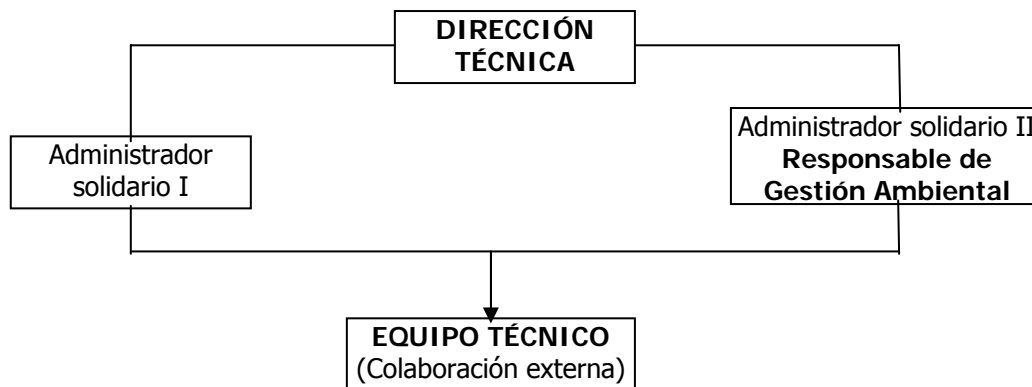 DIRECCIÓN
TÉCNICA
Administrador
solidario I
Administrador solidario II
Responsable de
Gestión Ambiental
EQUIPO TÉCNICO
(Colaboración externa)